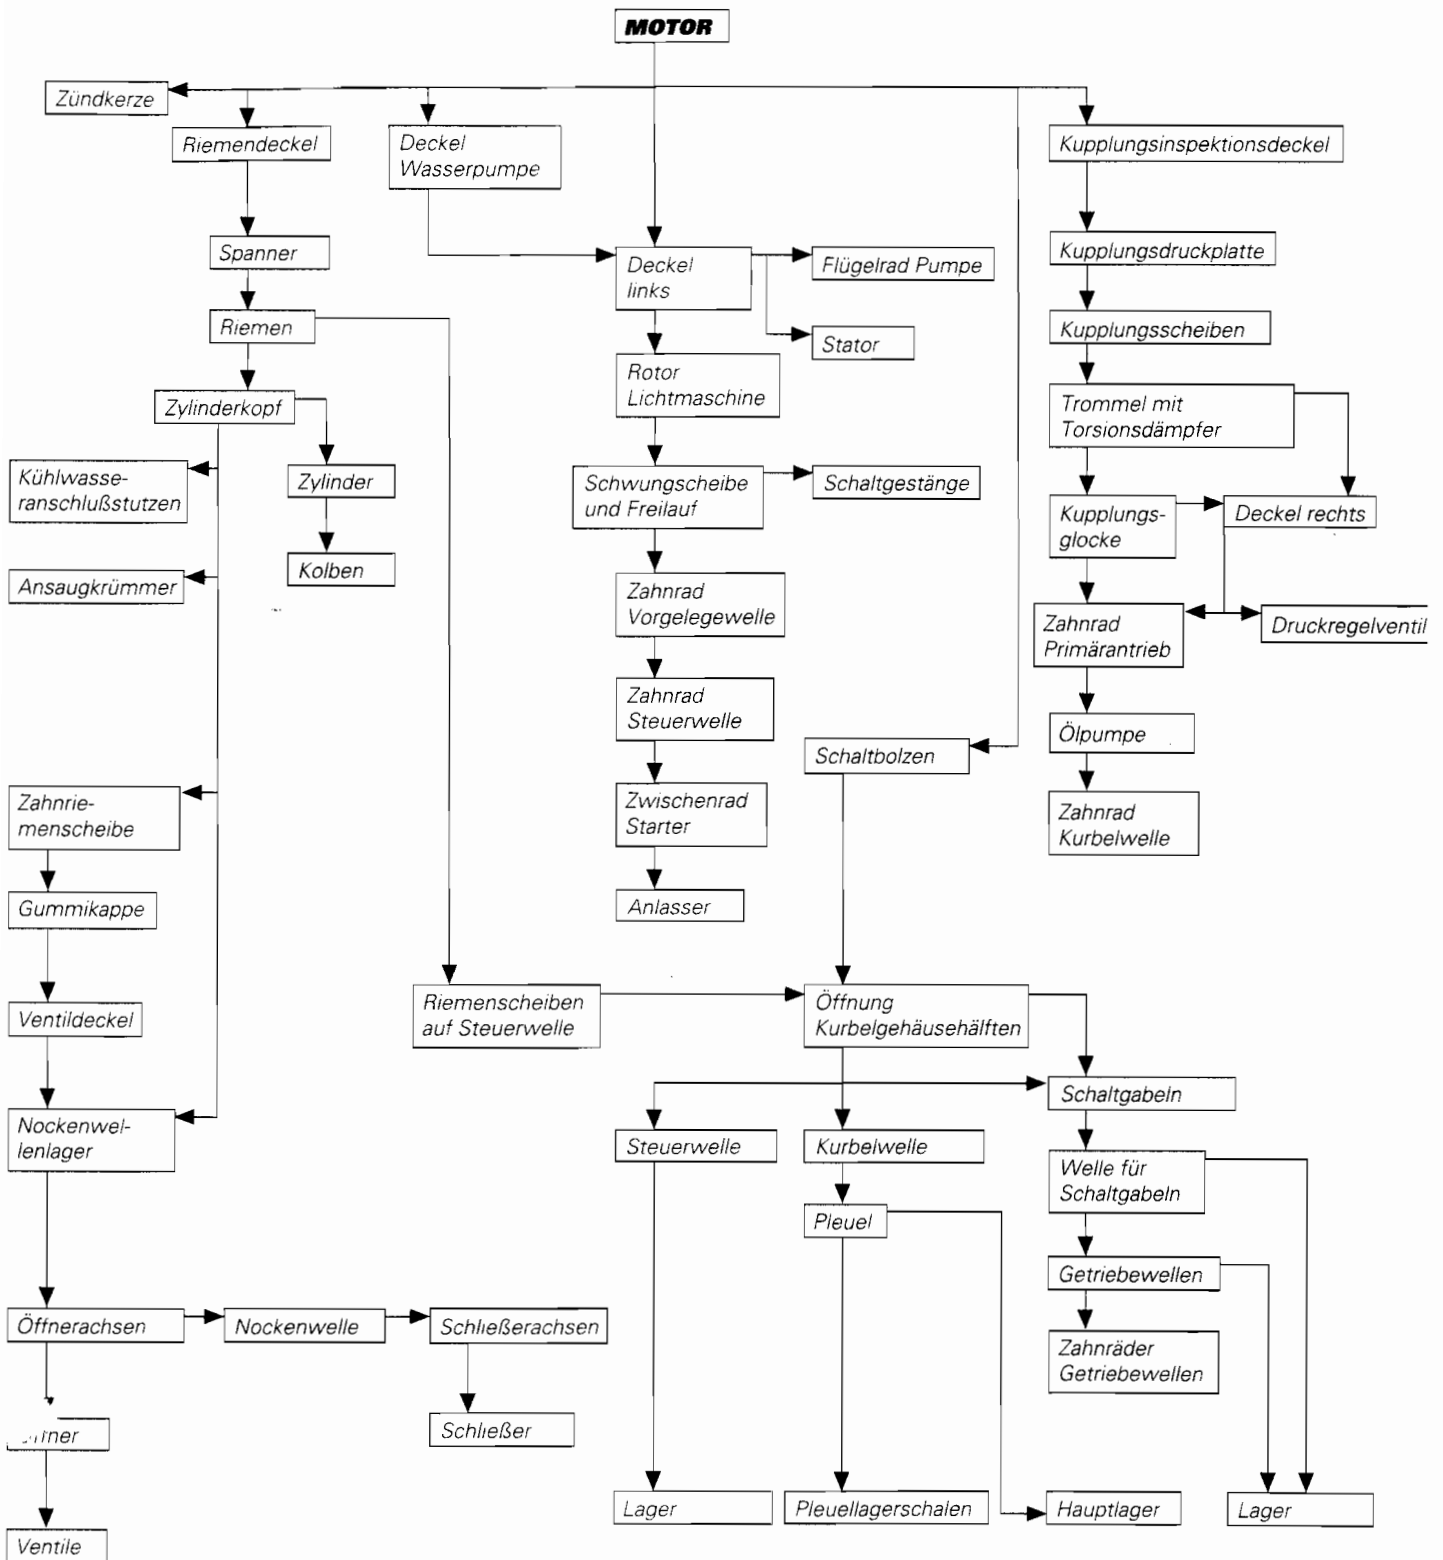 MOTOR
Zündkerze
Riemendeckel
Deckel
Wasserpumpe
Kupplungsinspektionsdeckel
Spanner
Deckel
links
Flügelrad Pumpe
Kupplungsdruckplatte
Riemen
Stator
Kupplungsscheiben
Zylinderkopf
Rotor
Lichtmaschine
Trommel mit
Torsionsdämpfer
Kühlwasse-
ranschlußstutzen
Zylinder
Schwungscheibe
und Freilauf
Schaltgestänge
Kupplungs-
glocke
Deckel rechts
Ansaugkrümmer
Kolben
Zahnrad
Vorgelegewelle
Zahnrad
Primärantrieb
Druckregelventil
Zahnrad
Steuerwelle
Ölpumpe
Schaltbolzen
Zahnrie-
menscheibe
Zwischenrad
Starter
Zahnrad
Kurbelwelle
Gummikappe
Anlasser
Ventildeckel
Riemenscheiben
auf Steuerwelle
Öffnung
Kurbelgehäusehälften
Schaltgabeln
Nockenwel-
lenlager
Steuerwelle
Kurbelwelle
Welle für
Schaltgabeln
Pleuel
Getriebewellen
Öffnerachsen
Nockenwelle
Schließerachsen
Zahnräder
Getriebewellen
Schließer
Lager
Pleuellagerschalen
Hauptlager
Lager
Ventile